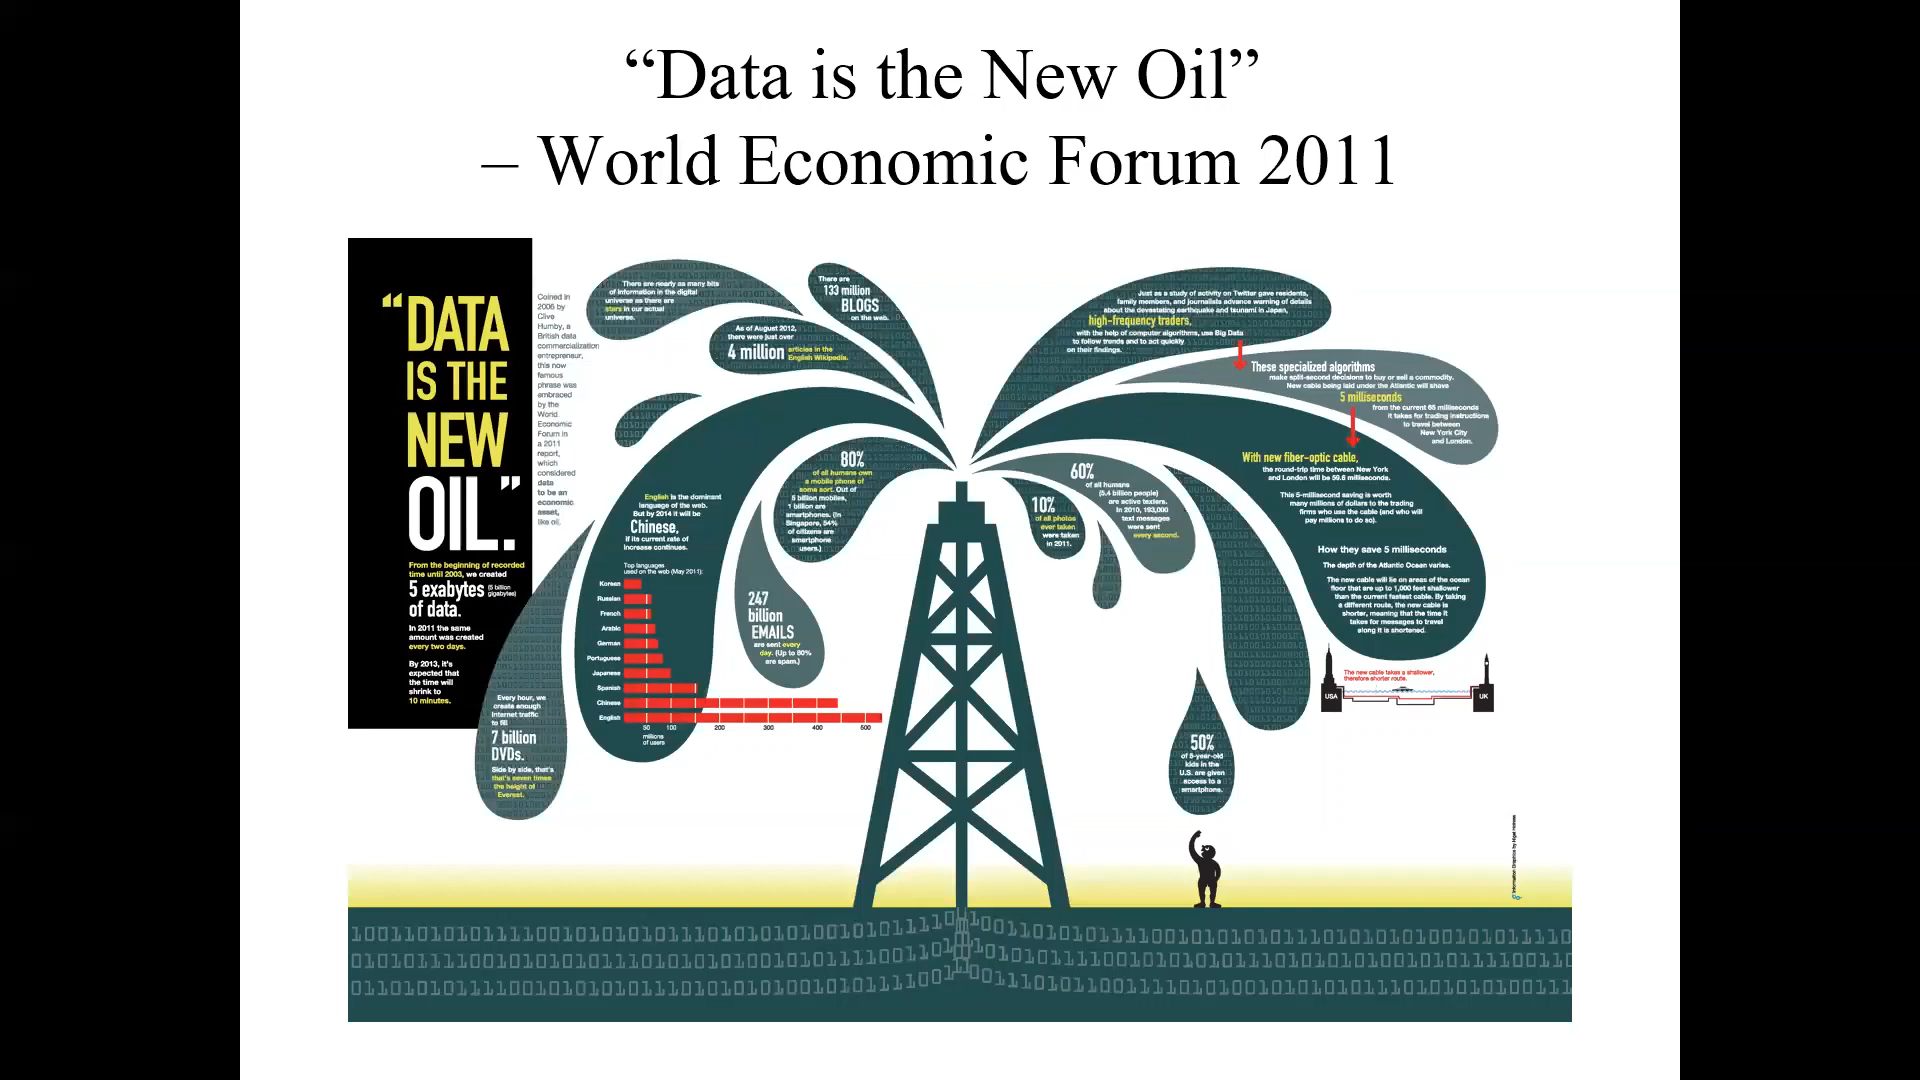 “Data is the New Oil”
– World Economic Forum 2011
“DATA
IS THE
NEW
OIL.”
From the beginning of recorded
time until 2003, we created
5 exabytes (5 billion
gigabytes)
of data.
In 2011 the same
amount was created
every two days.
By 2013, it's
expected that
the time will
shrink to
10 minutes.
Coined in
2006 by
Clive
Humby, a
British data
commercialization
entrepreneur,
this now
famous
phrase was
embraced
by the
World
Economic
Forum in
a 2011
report,
which
considered
data
to be an
economic
asset,
like oil.
There are nearly as many bits
of information in the digital
universe as there are
stars in our actual
universe.
There are
133 million
BLOGS
on the web.
As of August 2012,
there were just over
4 million articles in the
English Wikipedia.
English is the dominant
language of the web.
But by 2014 it will be
Chinese,
if its current rate of
increase continues.
Top languages
used on the web (May 2011):
Korean
Russian
French
Arabic
German
Portuguese
Japanese
Spanish
Chinese
English
50 100 200 300 400 500
millions
of users
Every hour, we
create enough
internet traffic
to fill
7 billion
DVDs.
Side by side, that's
that's seven times
the height of
Everest.
80%
of all humans own
a mobile phone of
some sort. Out of
5 billion mobiles,
1 billion are
smartphones. (In
Singapore, 54%
of citizens are
smartphone
users.)
247
billion
EMAILS
are sent every
day. (Up to 80%
are spam.)
10%
of all photos
ever taken
were taken
in 2011.
60%
of all humans
(5.4 billion people)
are active texters.
In 2010, 193,000
text messages
were sent
every second.
Just as a study of activity on Twitter gave residents,
family members, and journalists advance warning of details
about the devastating earthquake and tsunami in Japan,
high-frequency traders,
with the help of computer algorithms, use Big Data
to follow trends and to act quickly
on their findings.
These specialized algorithms
make split-second decisions to buy or sell a commodity.
New cable being laid under the Atlantic will shave
5 milliseconds
from the current 65 milliseconds
it takes for trading instructions
to travel between
New York City
and London.
With new fiber-optic cable,
the round-trip time between New York
and London will be 59.6 milliseconds.
This 5-millisecond saving is worth
many millions of dollars to the trading
firms who use the cable (and who will
pay millions to do so).
How they save 5 milliseconds
The depth of the Atlantic Ocean varies.
The new cable will lie on areas of the ocean
floor that are up to 1,000 feet shallower
than the current fastest cable. By taking
a different route, the new cable is
shorter, meaning that the time it
takes for messages to travel
along it is shortened.
The new cable takes a shallower,
therefore shorter route.
USA
UK
50%
of 5-year-old
kids in the
U.S. are given
access to a
smartphone.
Information Graphics by Nigel Holmes